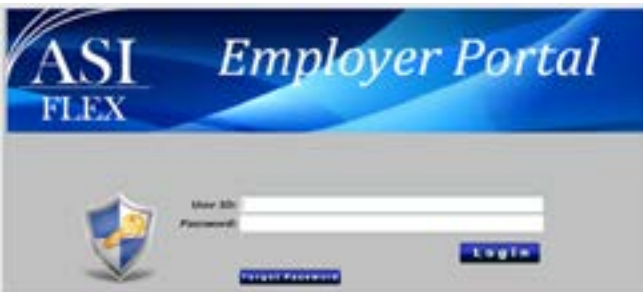 ASI Employer Portal
FLEX
User ID:
Password:
Login
Forgot Password